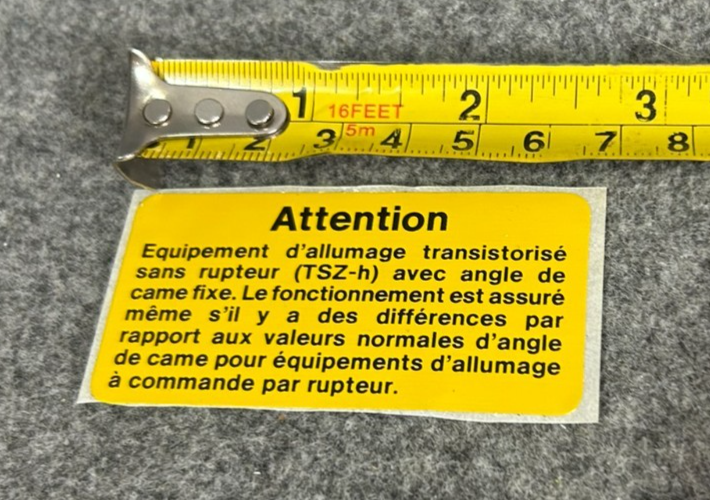 1 2 3
16FEET
5m
1 2 3 4 5 6 7 8
Attention
Equipement d'allumage transistorisé
sans rupteur (TSZ-h) avec angle de
came fixe. Le fonctionnement est assuré
même s'il y a des différences par
rapport aux valeurs normales d'angle
de came pour équipements d'allumage
à commande par rupteur.